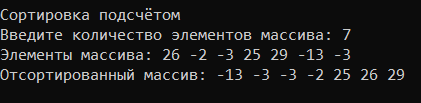 Сортировка подсчётом
Введите количество элементов массива: 7
Элементы массива: 26 -2 -3 25 29 -13 -3
Отсортированный массив: -13 -3 -3 -2 25 26 29